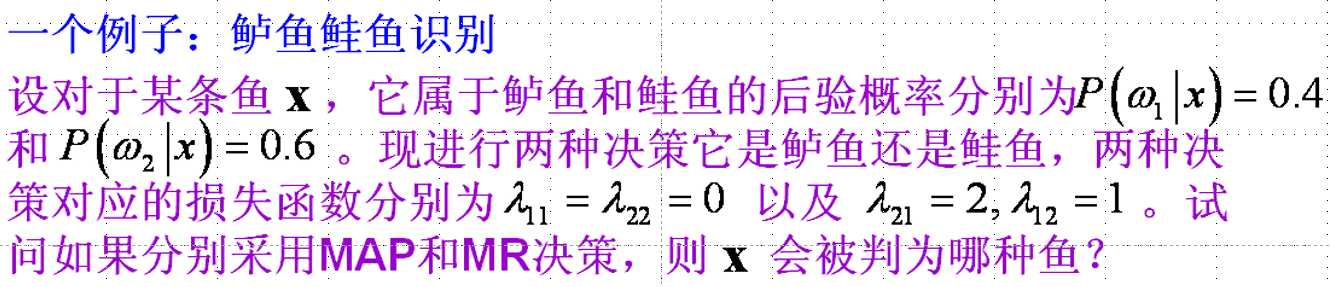 一个例子：鲈鱼鲑鱼识别
设对于某条鱼 x ，它属于鲈鱼和鲑鱼的后验概率分别为P(ω₁|x) = 0.4
和 P(ω₂|x) = 0.6 。现进行两种决策它是鲈鱼还是鲑鱼，两种决
策对应的损失函数分别为 λ₁₁ = λ₂₂ = 0 以及 λ₂₁ = 2, λ₁₂ = 1 。试
问如果分别采用MAP和MR决策，则 x 会被判为哪种鱼？